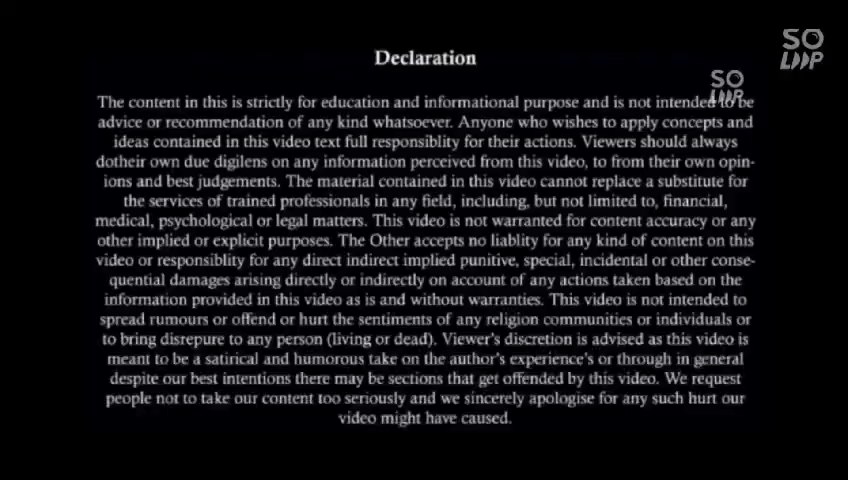 SO
LOOP
Declaration
SO
LOOP
The content in this is strictly for education and informational purpose and is not intended to be
advice or recommendation of any kind whatsoever. Anyone who wishes to apply concepts and
ideas contained in this video text full responsiblity for their actions. Viewers should always
dotheir own due digilens on any information perceived from this video, to from their own opin-
ions and best judgements. The material contained in this video cannot replace a substitute for
the services of trained professionals in any field, including, but not limited to, financial,
medical, psychological or legal matters. This video is not warranted for content accuracy or any
other implied or explicit purposes. The Other accepts no liablity for any kind of content on this
video or responsiblity for any direct indirect implied punitive, special, incidental or other conse-
quential damages arising directly or indirectly on account of any actions taken based on the
information provided in this video as is and without warranties. This video is not intended to
spread rumours or offend or hurt the sentiments of any religion communities or individuals or
to bring disrepure to any person (living or dead). Viewer's discretion is advised as this video is
meant to be a satirical and humorous take on the author's experience's or through in general
despite our best intentions there may be sections that get offended by this video. We request
people not to take our content too seriously and we sincerely apologise for any such hurt our
video might have caused.